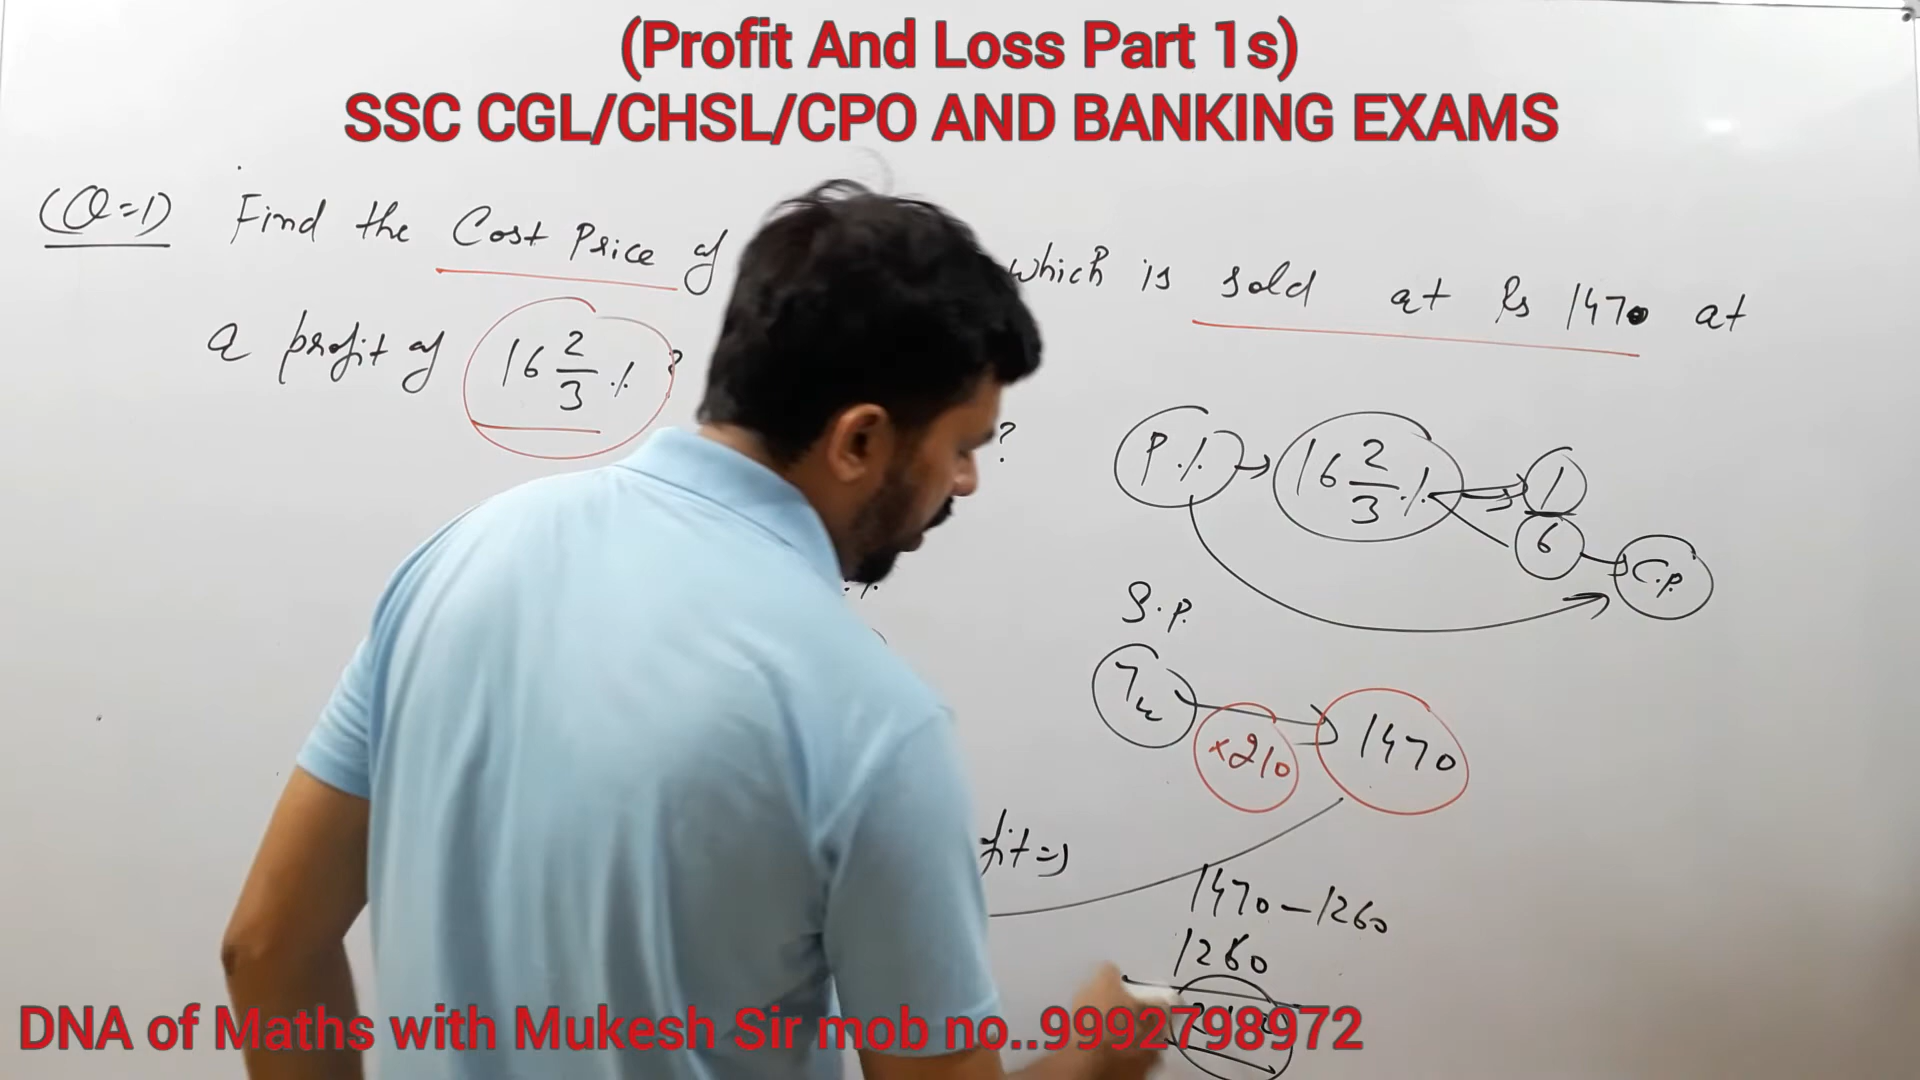 (Profit And Loss Part 1s)
SSC CGL/CHSL/CPO AND BANKING EXAMS
(Q=1) Find the Cost Price of which is sold at Rs 1470 at
a profit of 16 2/3 % ?
?
P.% → 16 2/3 % → 1/6 → C.P.
S.P.
7 ×210 → 1470
fit ⇒
1470 – 1260
1260
DNA of Maths with Mukesh Sir mob no..9992798972